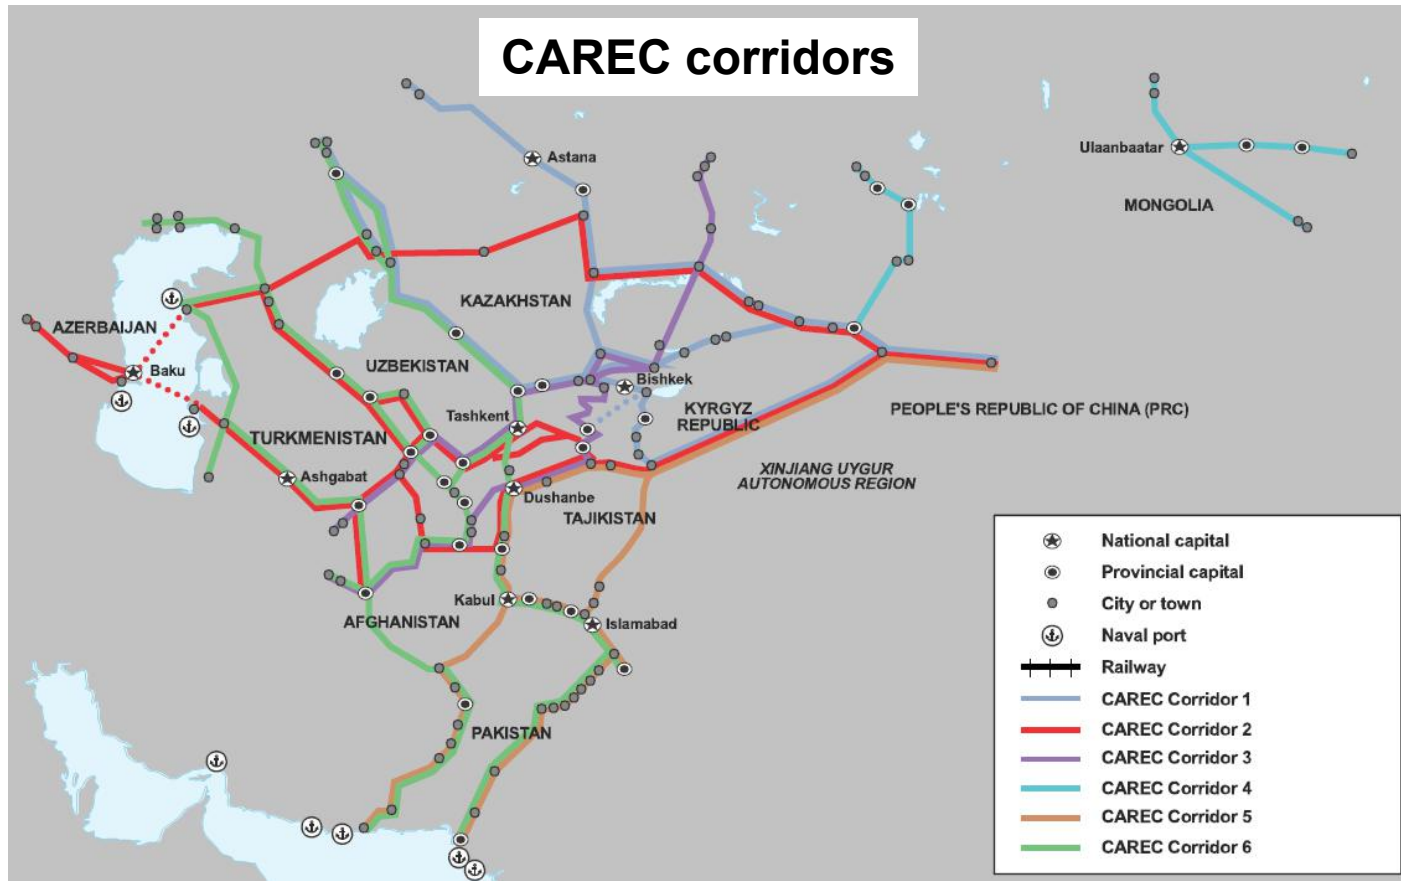 CAREC corridors
Astana
Ulaanbaatar
MONGOLIA
KAZAKHSTAN
AZERBAIJAN
UZBEKISTAN
Baku
Bishkek
Tashkent
KYRGYZ
REPUBLIC
PEOPLE'S REPUBLIC OF CHINA (PRC)
TURKMENISTAN
Ashgabat
XINJIANG UYGUR
AUTONOMOUS REGION
Dushanbe
TAJIKISTAN
Kabul
AFGHANISTAN
Islamabad
PAKISTAN
National capital
Provincial capital
City or town
Naval port
Railway
CAREC Corridor 1
CAREC Corridor 2
CAREC Corridor 3
CAREC Corridor 4
CAREC Corridor 5
CAREC Corridor 6